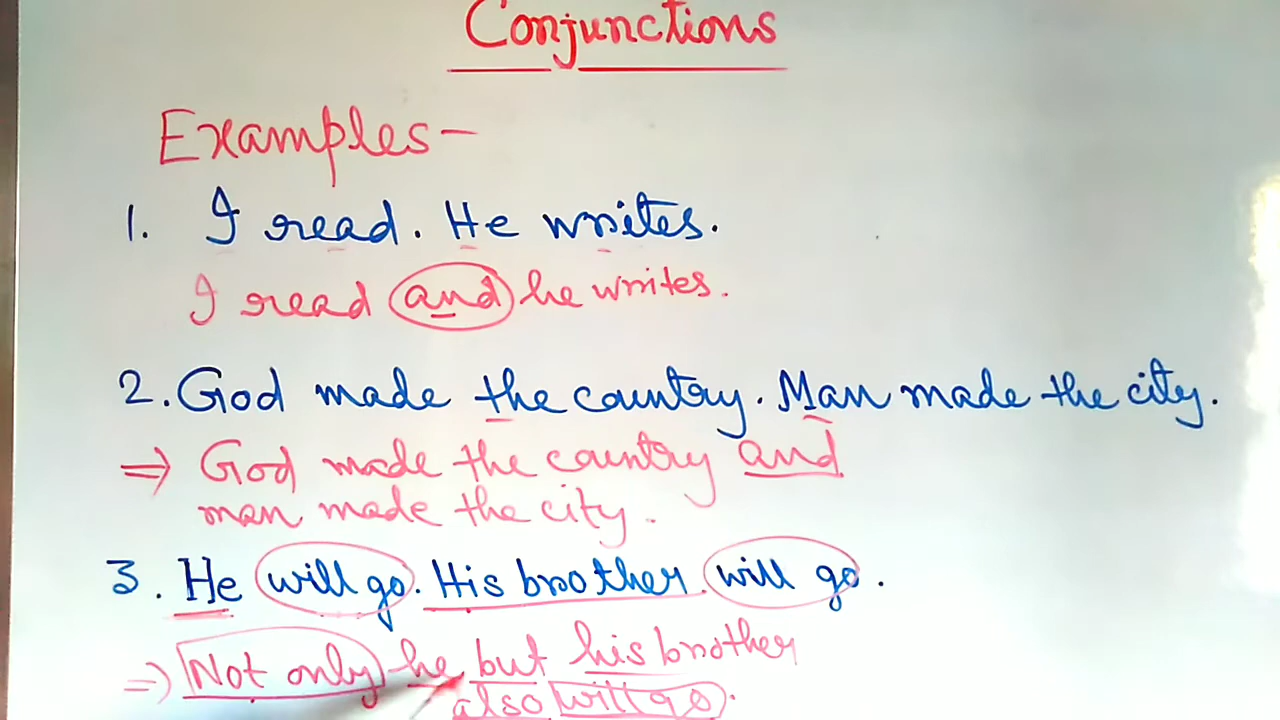 Conjunctions
Examples-
1. I read. He writes.
I read and he writes.
2. God made the country. Man made the city.
⇒ God made the country and
man made the city.
3. He will go. His brother will go.
⇒ Not only he but his brother
also will go.